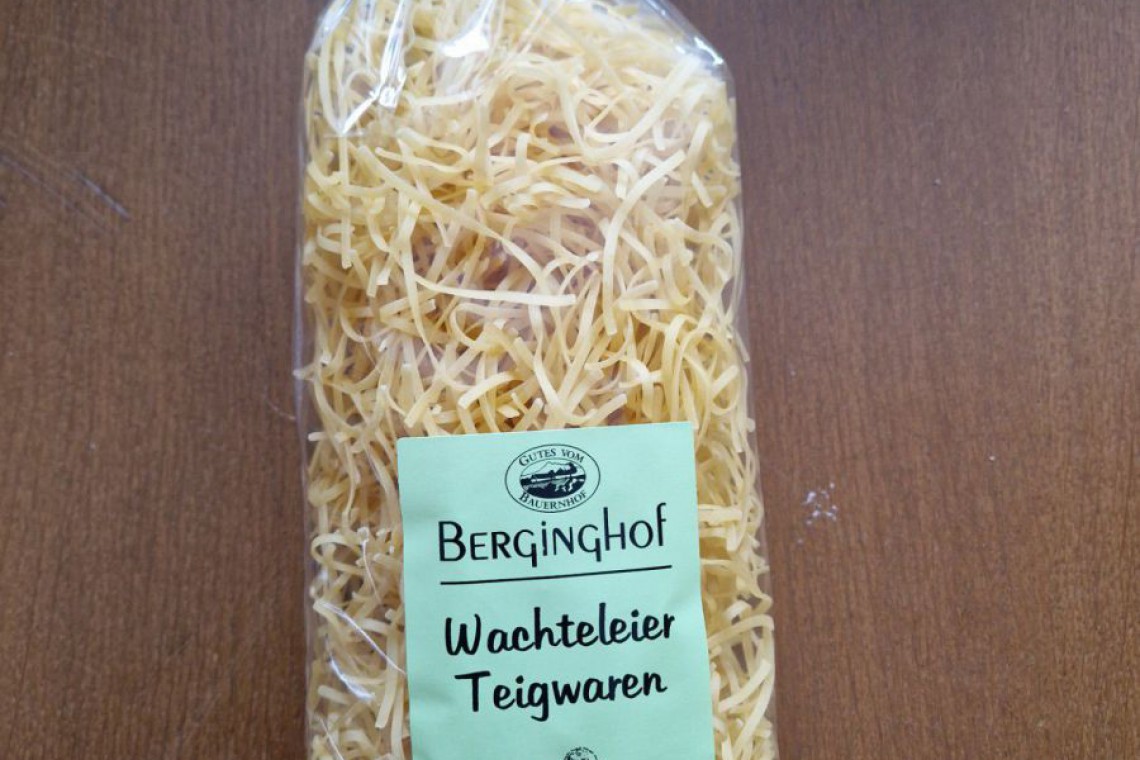 GUTES VOM
BAUERNHOF
BERGINGHOF
Wachteleier
Teigwaren